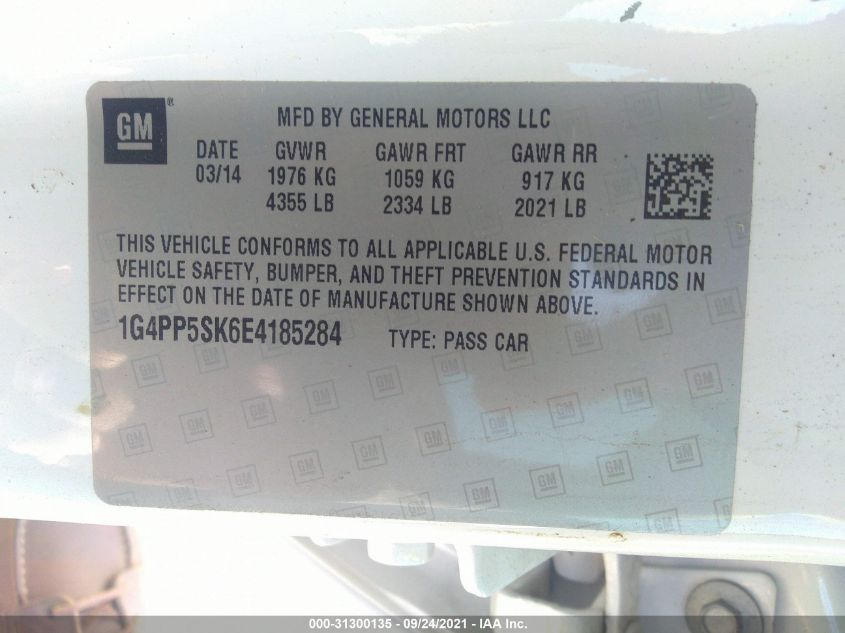 GM ®
MFD BY GENERAL MOTORS LLC
DATE GVWR GAWR FRT GAWR RR
03/14 1976 KG 1059 KG 917 KG
4355 LB 2334 LB 2021 LB
THIS VEHICLE CONFORMS TO ALL APPLICABLE U.S. FEDERAL MOTOR
VEHICLE SAFETY, BUMPER, AND THEFT PREVENTION STANDARDS IN
EFFECT ON THE DATE OF MANUFACTURE SHOWN ABOVE.
1G4PP5SK6E4185284 TYPE: PASS CAR
000-31300135 - 09/24/2021 - IAA Inc.